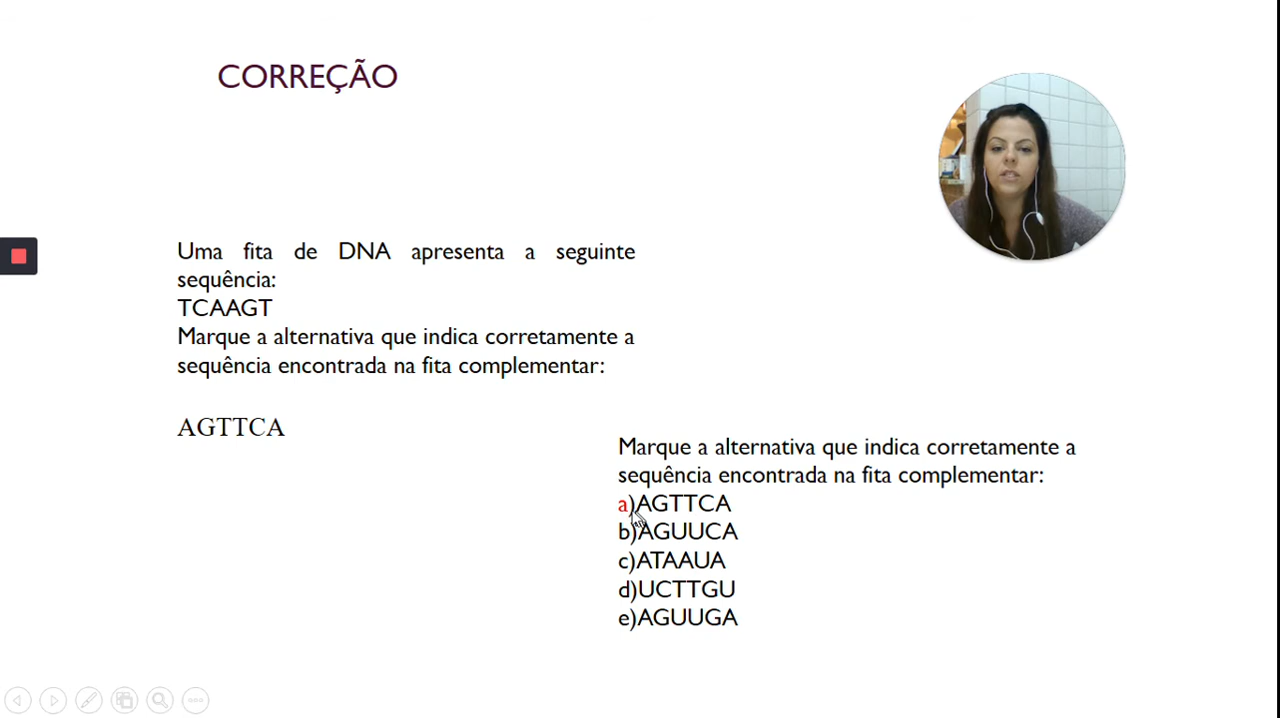 CORREÇÃO
Uma fita de DNA apresenta a seguinte
sequência:
TCAAGT
Marque a alternativa que indica corretamente a
sequência encontrada na fita complementar:
AGTTCA
Marque a alternativa que indica corretamente a
sequência encontrada na fita complementar:
a)AGTTCA
b)AGUUCA
c)ATAAUA
d)UCTTGU
e)AGUUGA